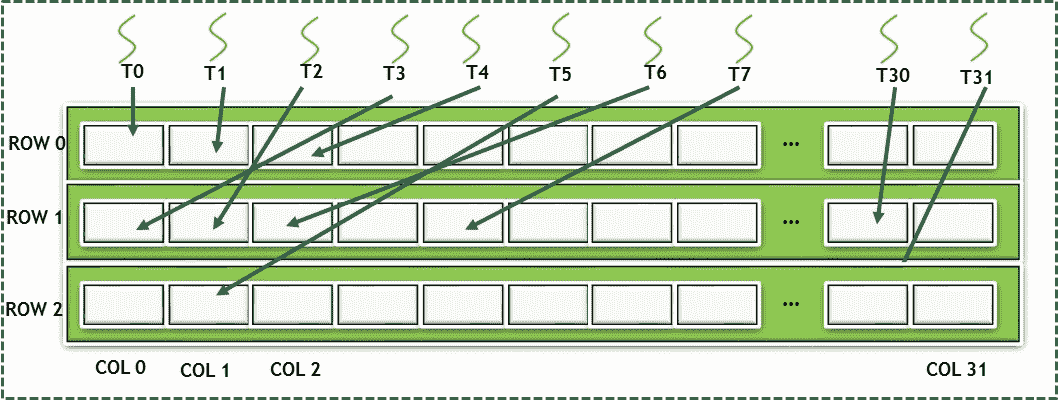 T0 T1 T2 T3 T4 T5 T6 T7 T30 T31
ROW 0 ...
ROW 1 ...
ROW 2 ...
COL 0 COL 1 COL 2 COL 31